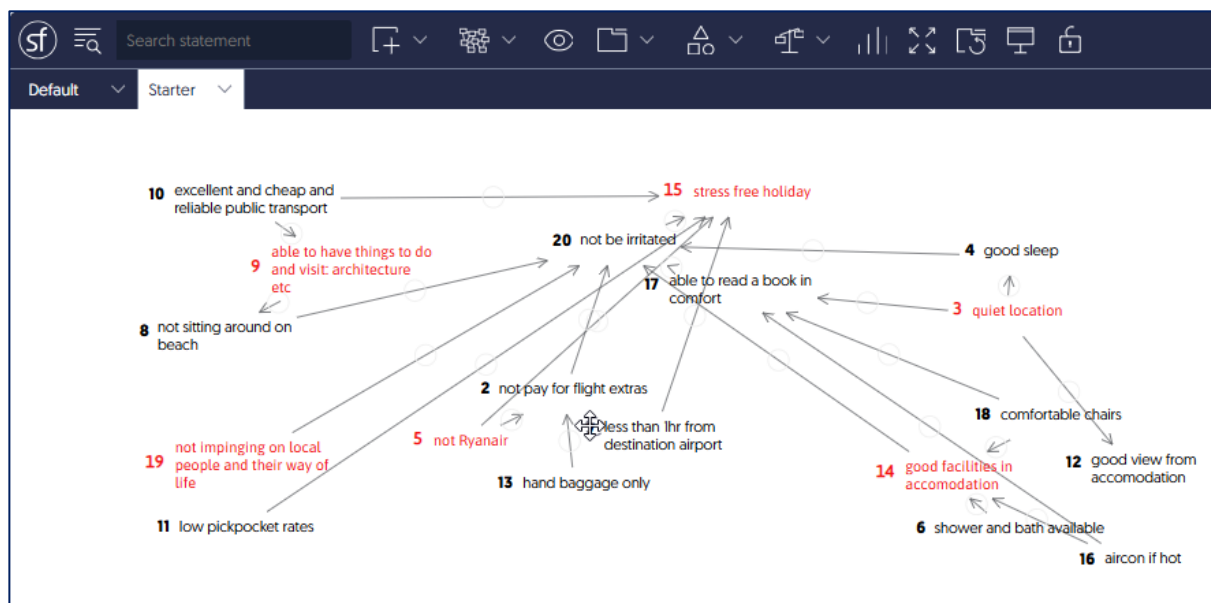 sf Search statement
Default Starter
10 excellent and cheap and
reliable public transport
15 stress free holiday
20 not be irritated
4 good sleep
9 able to have things to do
and visit: architecture
etc
17 able to read a book in
comfort
3 quiet location
8 not sitting around on
beach
2 not pay for flight extras
18 comfortable chairs
5 not Ryanair
less than 1hr from
destination airport
19 not impinging on local
people and their way of
life
12 good view from
accomodation
14 good facilities in
accomodation
13 hand baggage only
11 low pickpocket rates
6 shower and bath available
16 aircon if hot